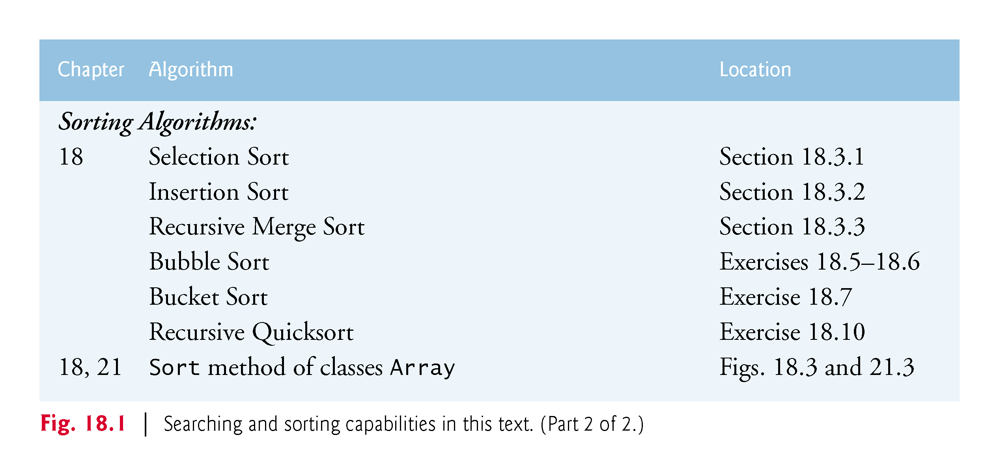 Chapter Algorithm Location
Sorting Algorithms:
18 Selection Sort Section 18.3.1
Insertion Sort Section 18.3.2
Recursive Merge Sort Section 18.3.3
Bubble Sort Exercises 18.5–18.6
Bucket Sort Exercise 18.7
Recursive Quicksort Exercise 18.10
18, 21 Sort method of classes Array Figs. 18.3 and 21.3
Fig. 18.1 | Searching and sorting capabilities in this text. (Part 2 of 2.)